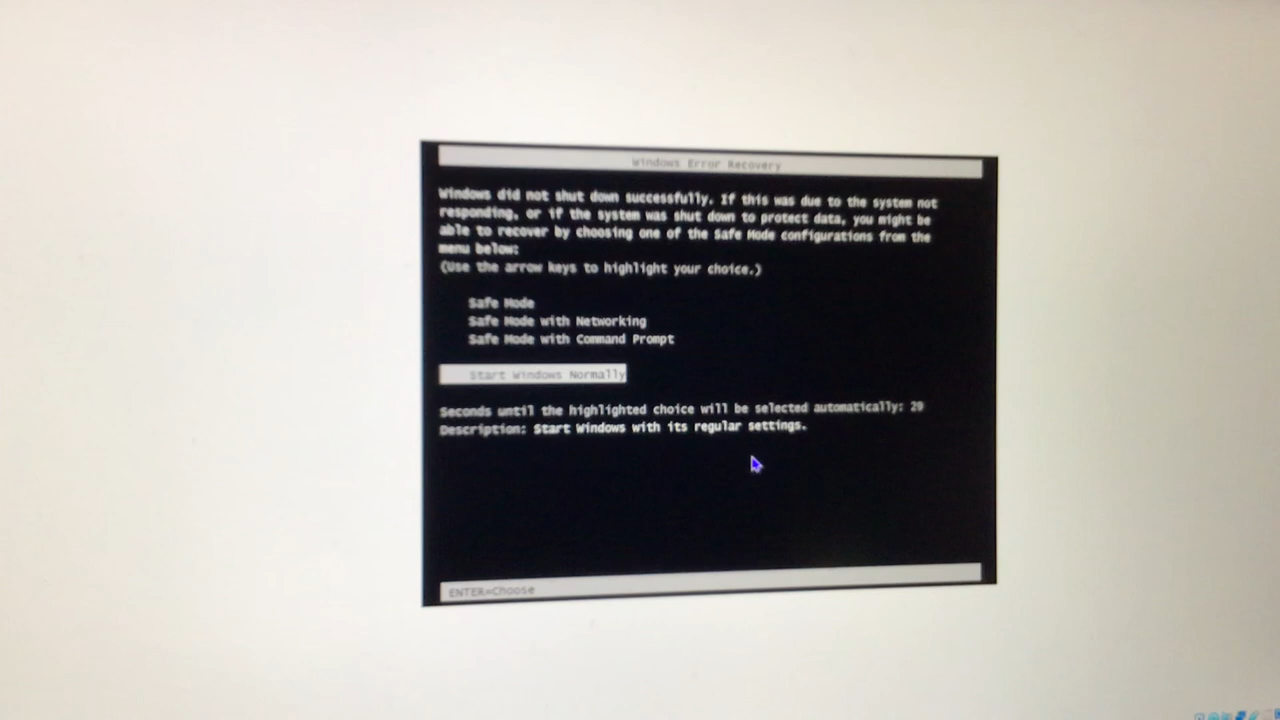 Windows Error Recovery
Windows did not shut down successfully. If this was due to the system not
responding, or if the system was shut down to protect data, you might be
able to recover by choosing one of the Safe Mode configurations from the
menu below:
(Use the arrow keys to highlight your choice.)
Safe Mode
Safe Mode with Networking
Safe Mode with Command Prompt
Start Windows Normally
Seconds until the highlighted choice will be selected automatically: 29
Description: Start Windows with its regular settings.
ENTER=Choose